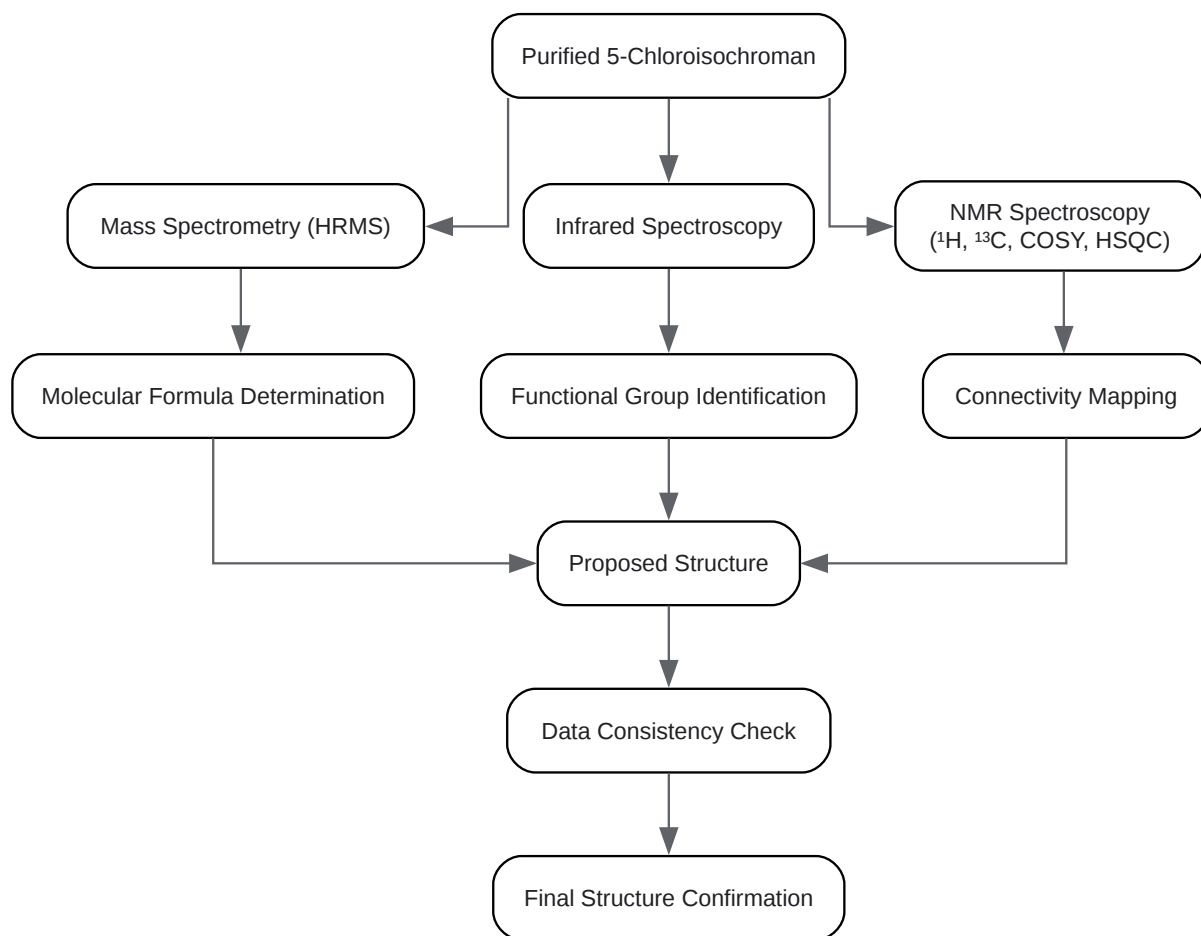 Purified 5-Chloroisochroman
Mass Spectrometry (HRMS)
Infrared Spectroscopy
NMR Spectroscopy
(¹H, ¹³C, COSY, HSQC)
Molecular Formula Determination
Functional Group Identification
Connectivity Mapping
Proposed Structure
Data Consistency Check
Final Structure Confirmation